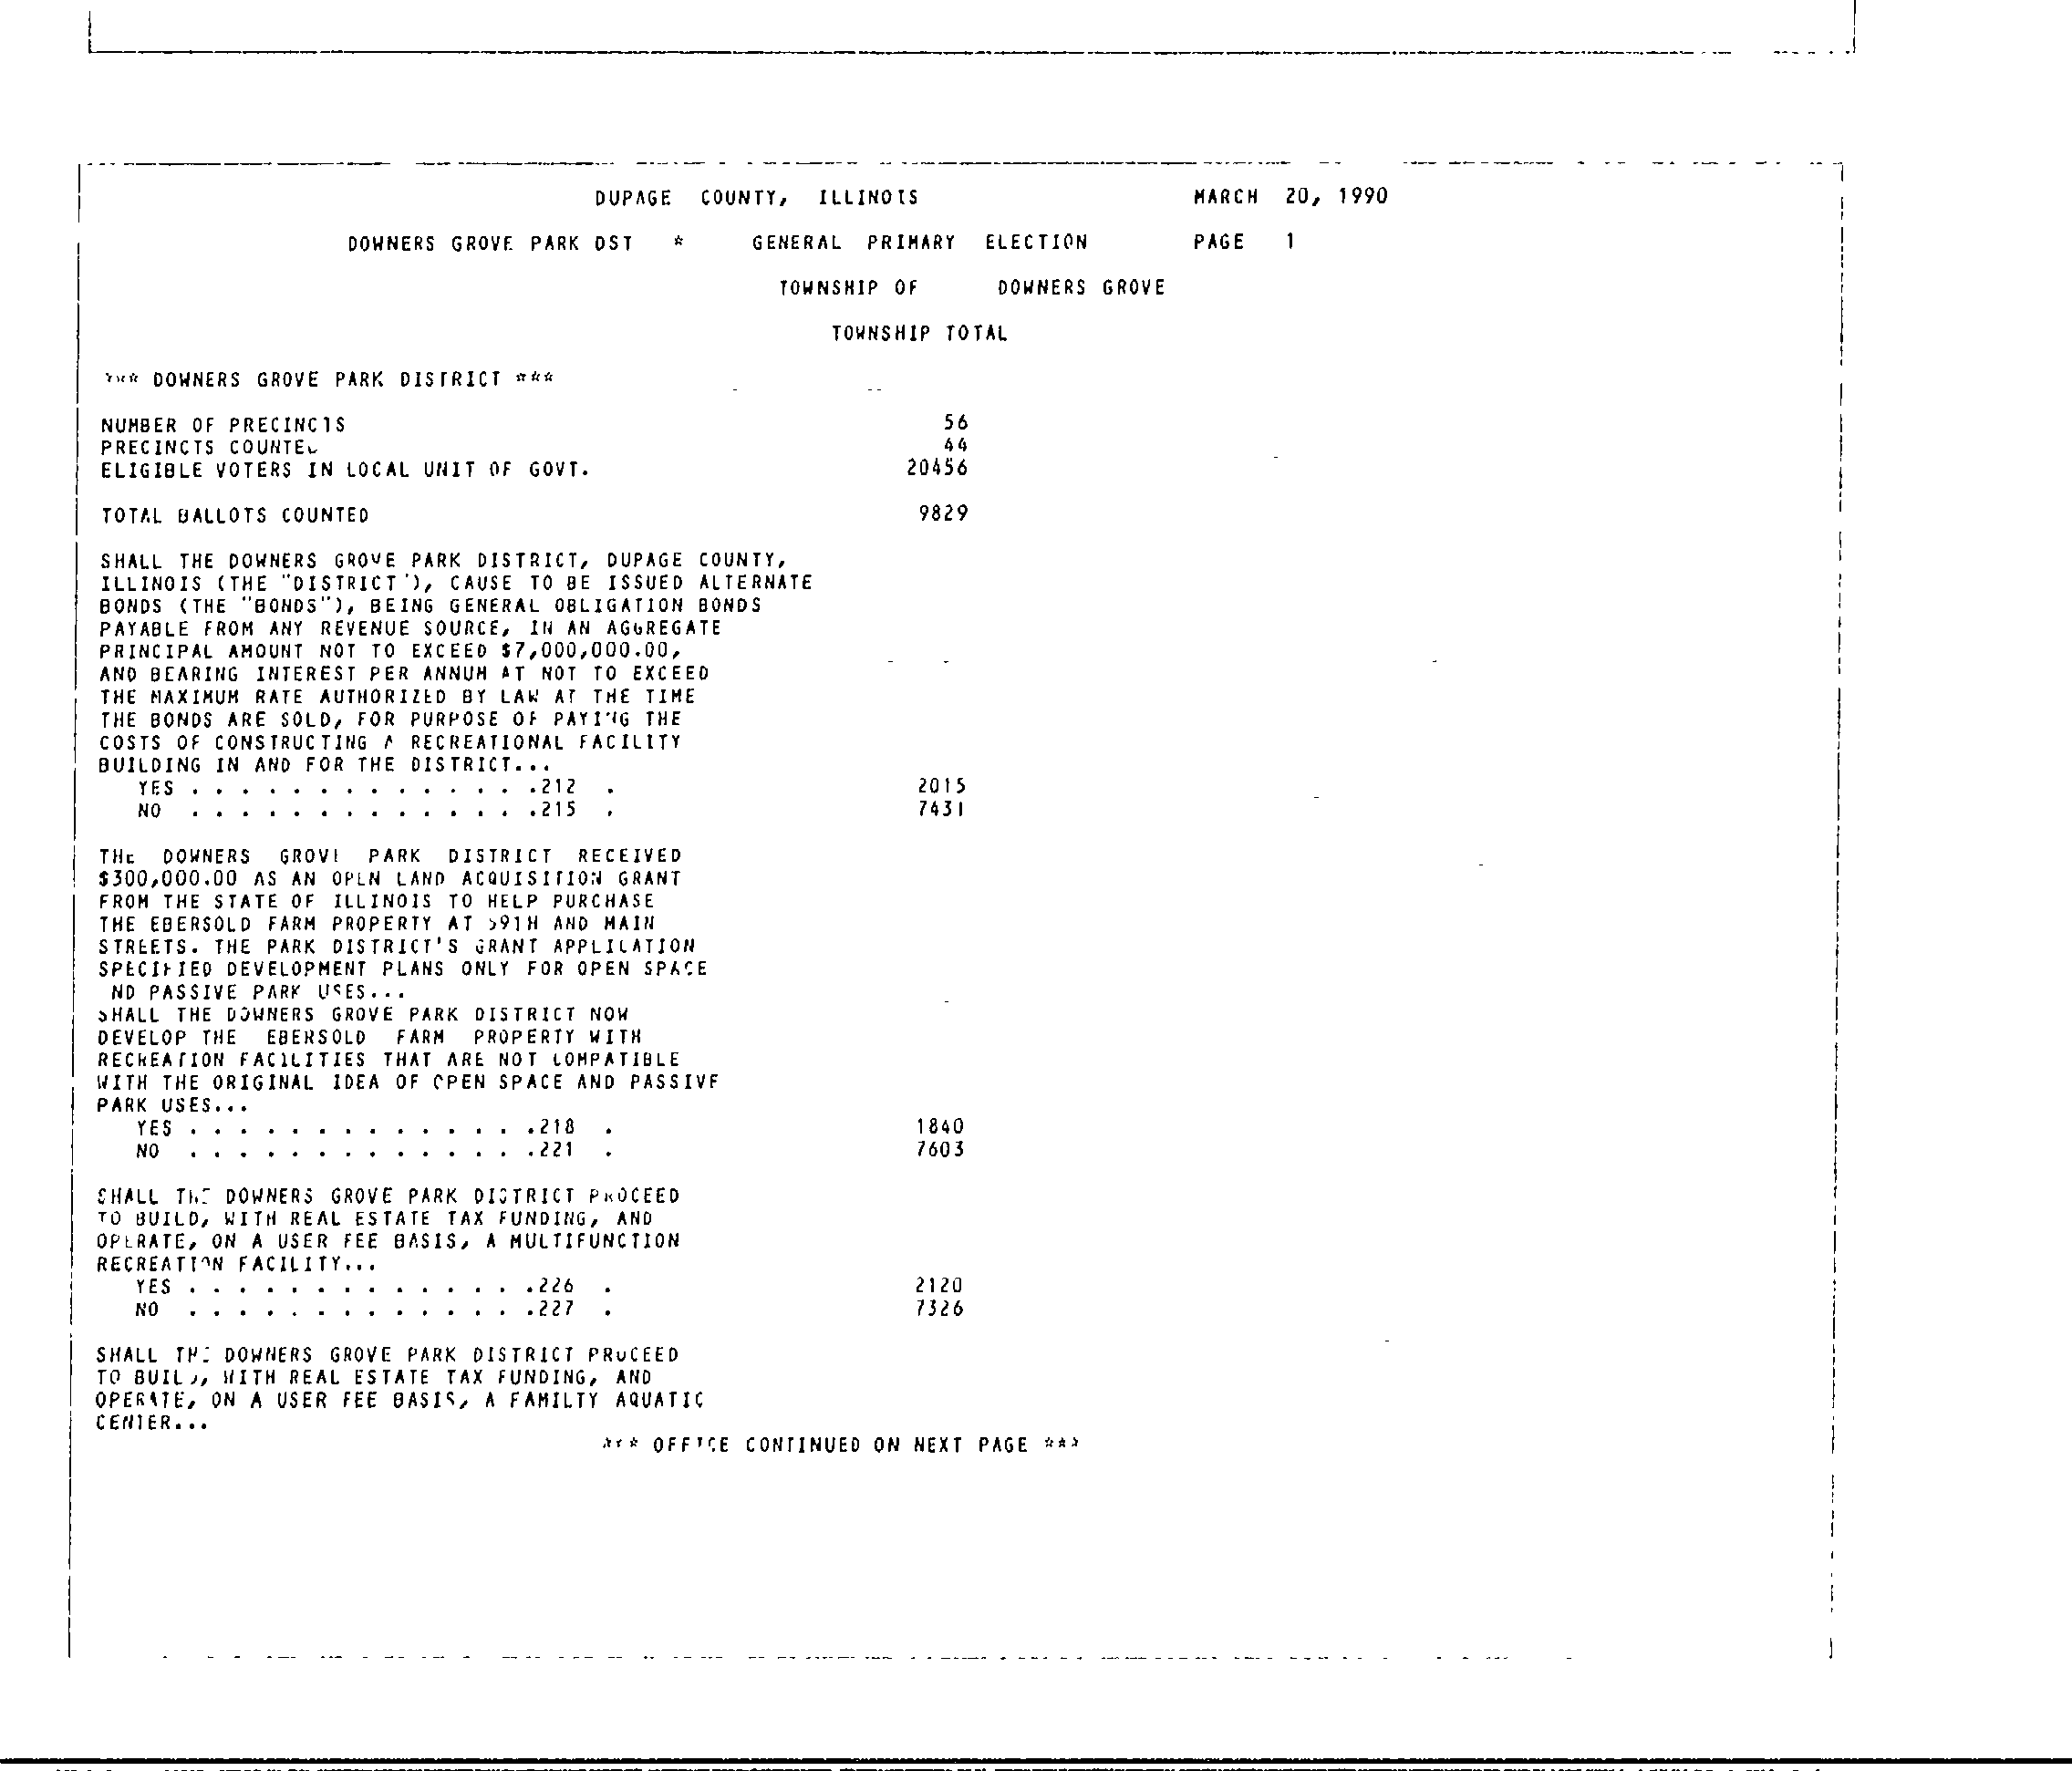 DUPAGE COUNTY, ILLINOIS MARCH 20, 1990
DOWNERS GROVE PARK DST * GENERAL PRIMARY ELECTION PAGE 1
TOWNSHIP OF DOWNERS GROVE
TOWNSHIP TOTAL
*** DOWNERS GROVE PARK DISTRICT ***
NUMBER OF PRECINCTS 56
PRECINCTS COUNTED 44
ELIGIBLE VOTERS IN LOCAL UNIT OF GOVT. 20456
TOTAL BALLOTS COUNTED 9829
SHALL THE DOWNERS GROVE PARK DISTRICT, DUPAGE COUNTY,
ILLINOIS (THE "DISTRICT"), CAUSE TO BE ISSUED ALTERNATE
BONDS (THE "BONDS"), BEING GENERAL OBLIGATION BONDS
PAYABLE FROM ANY REVENUE SOURCE, IN AN AGGREGATE
PRINCIPAL AMOUNT NOT TO EXCEED $7,000,000.00,
AND BEARING INTEREST PER ANNUM AT NOT TO EXCEED
THE MAXIMUM RATE AUTHORIZED BY LAW AT THE TIME
THE BONDS ARE SOLD, FOR PURPOSE OF PAYING THE
COSTS OF CONSTRUCTING A RECREATIONAL FACILITY
BUILDING IN AND FOR THE DISTRICT...
YES . . . . . . . . . . . . . .212 . 2015
NO . . . . . . . . . . . . . .215 . 7431
THE DOWNERS GROVE PARK DISTRICT RECEIVED
$300,000.00 AS AN OPEN LAND ACQUISITION GRANT
FROM THE STATE OF ILLINOIS TO HELP PURCHASE
THE EBERSOLD FARM PROPERTY AT 59TH AND MAIN
STREETS. THE PARK DISTRICT'S GRANT APPLICATION
SPECIFIED DEVELOPMENT PLANS ONLY FOR OPEN SPACE
ND PASSIVE PARK USES...
SHALL THE DOWNERS GROVE PARK DISTRICT NOW
DEVELOP THE EBERSOLD FARM PROPERTY WITH
RECREATION FACILITIES THAT ARE NOT COMPATIBLE
WITH THE ORIGINAL IDEA OF OPEN SPACE AND PASSIVE
PARK USES...
YES . . . . . . . . . . . . . .218 . 1840
NO . . . . . . . . . . . . . .221 . 7603
SHALL THE DOWNERS GROVE PARK DISTRICT PROCEED
TO BUILD, WITH REAL ESTATE TAX FUNDING, AND
OPERATE, ON A USER FEE BASIS, A MULTIFUNCTION
RECREATION FACILITY...
YES . . . . . . . . . . . . . .226 . 2120
NO . . . . . . . . . . . . . .227 . 7326
SHALL THE DOWNERS GROVE PARK DISTRICT PROCEED
TO BUILD, WITH REAL ESTATE TAX FUNDING, AND
OPERATE, ON A USER FEE BASIS, A FAMILTY AQUATIC
CENTER...
*** OFFICE CONTINUED ON NEXT PAGE ***